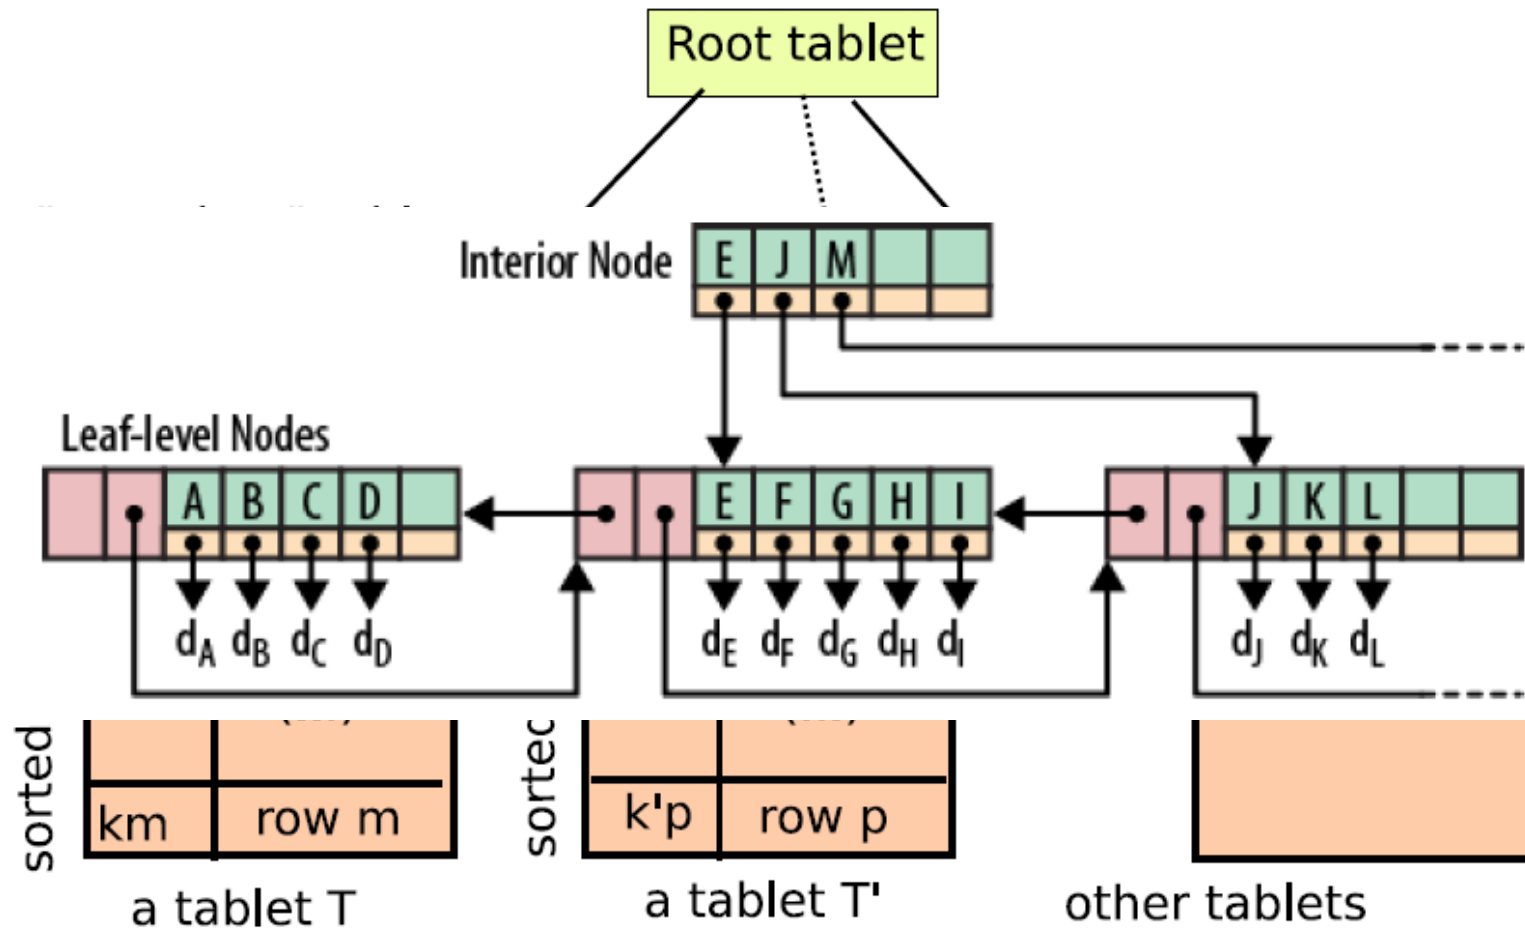 Root tablet
Interior Node
E J M
Leaf-level Nodes
A B C D
E F G H I
J K L
dA dB dC dD
dE dF dG dH dI
dJ dK dL
sorted
km
row m
sorted
k'p
row p
a tablet T
a tablet T'
other tablets